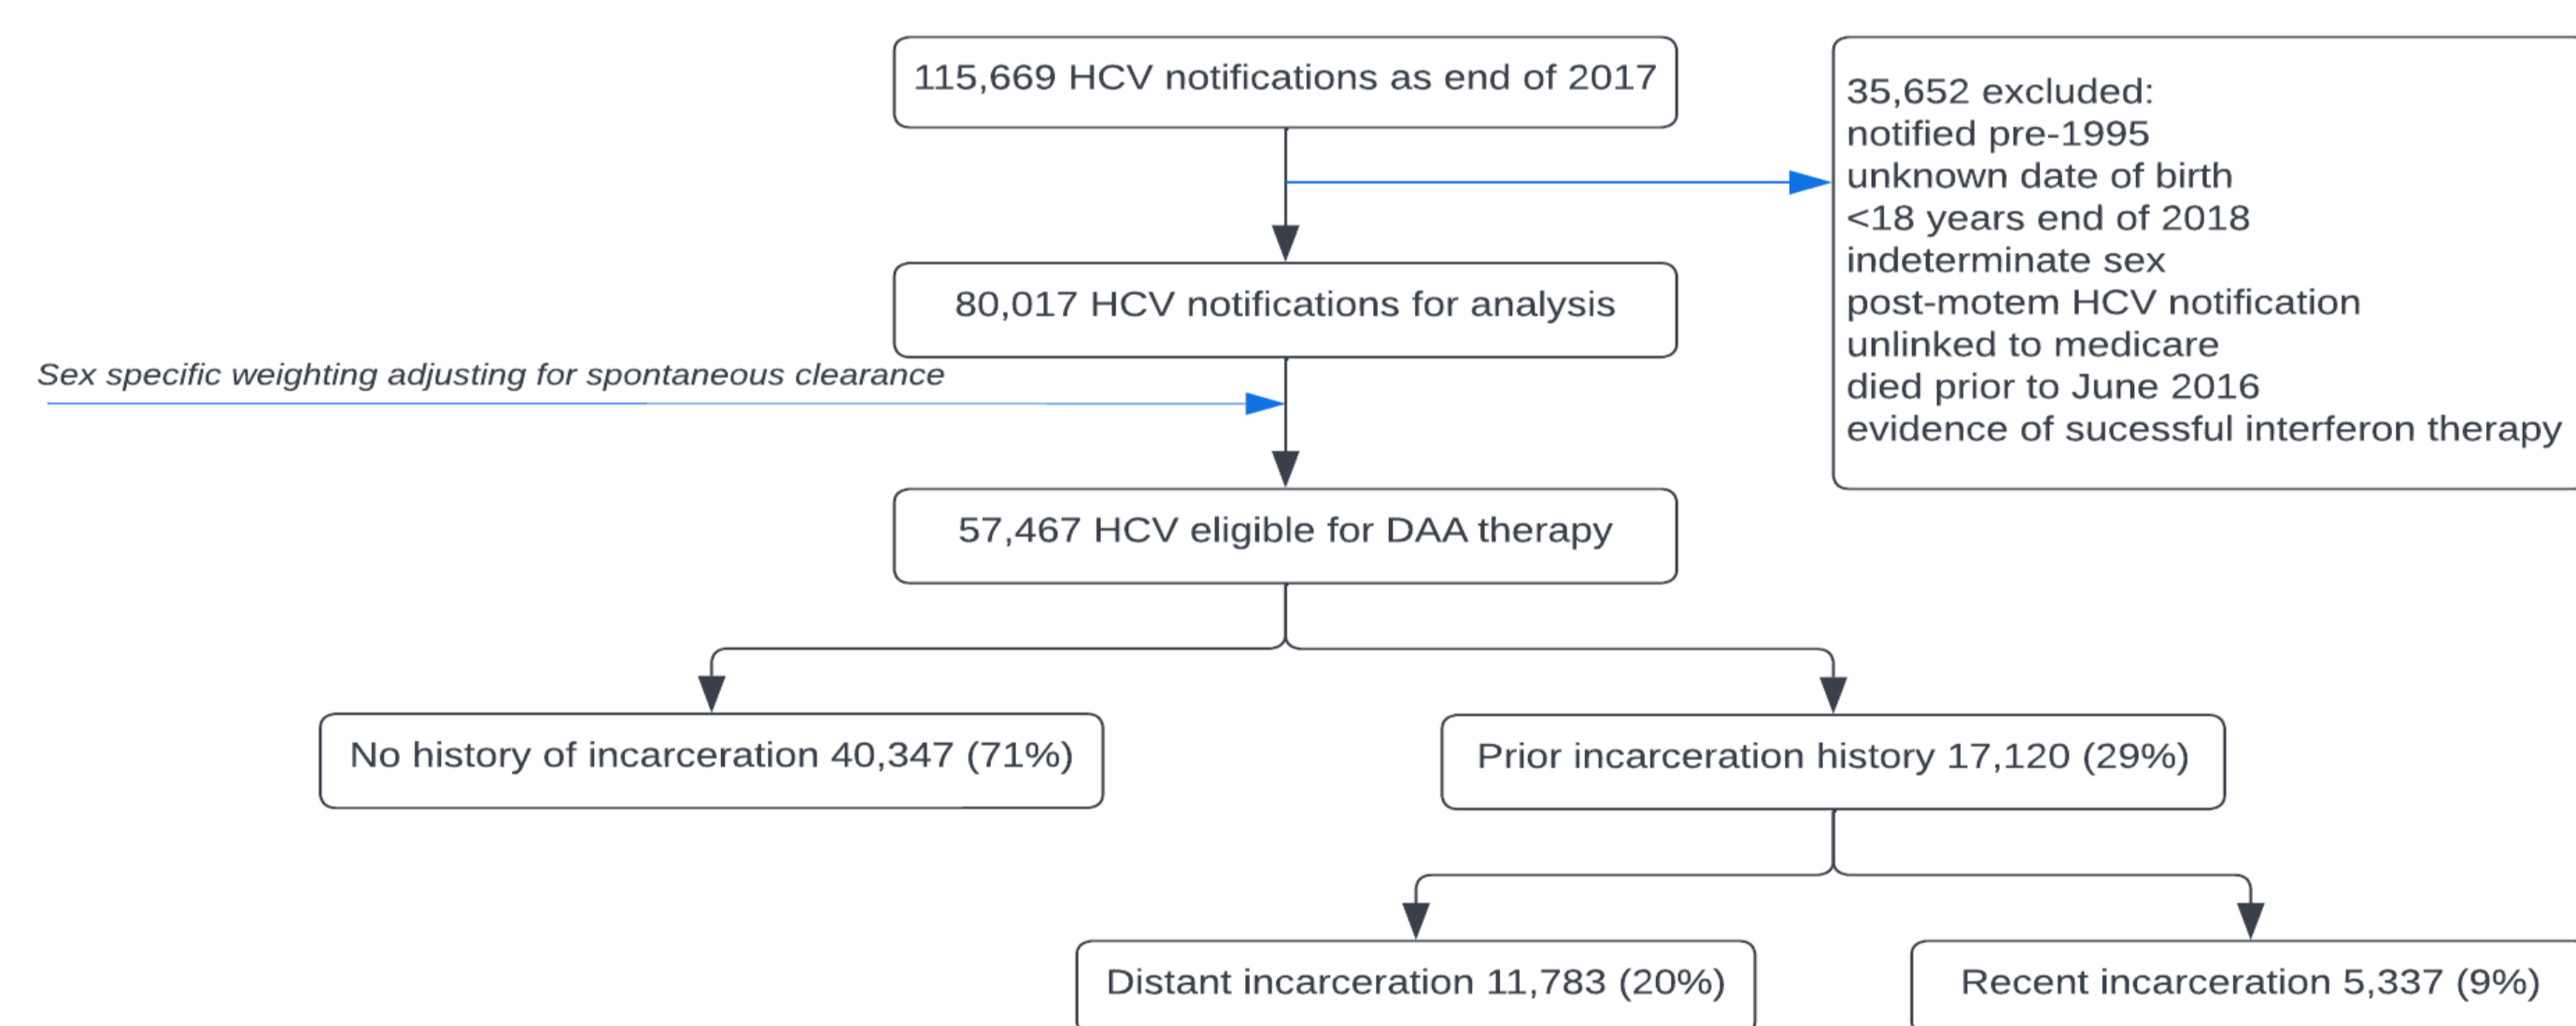 115,669 HCV notifications as end of 2017
35,652 excluded:
notified pre-1995
unknown date of birth
<18 years end of 2018
indeterminate sex
post-motem HCV notification
unlinked to medicare
died prior to June 2016
evidence of sucessful interferon therapy
80,017 HCV notifications for analysis
Sex specific weighting adjusting for spontaneous clearance
57,467 HCV eligible for DAA therapy
No history of incarceration 40,347 (71%)
Prior incarceration history 17,120 (29%)
Distant incarceration 11,783 (20%)
Recent incarceration 5,337 (9%)